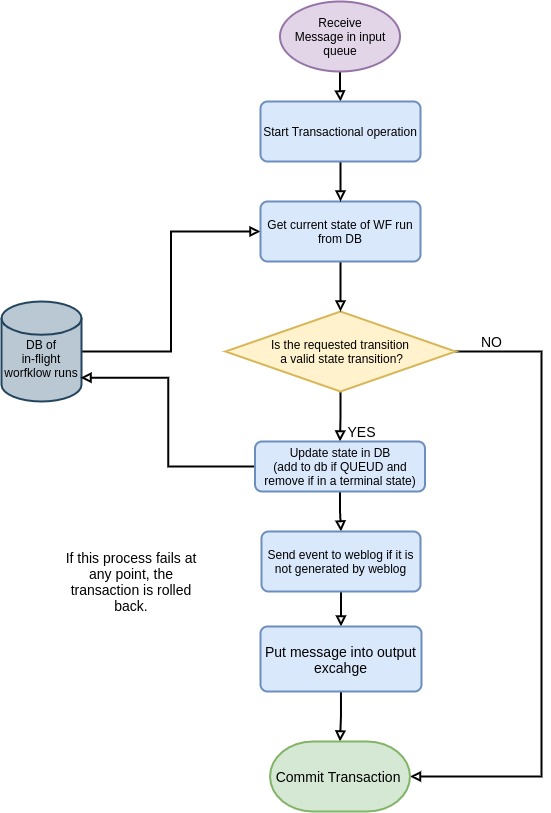 Receive
Message in input
queue
Start Transactional operation
Get current state of WF run
from DB
DB of
in-flight
worfklow runs
Is the requested transition
a valid state transition?
NO
YES
Update state in DB
(add to db if QUEUD and
remove if in a terminal state)
Send event to weblog if it is
not generated by weblog
If this process fails at
any point, the
transaction is rolled
back.
Put message into output
excahge
Commit Transaction